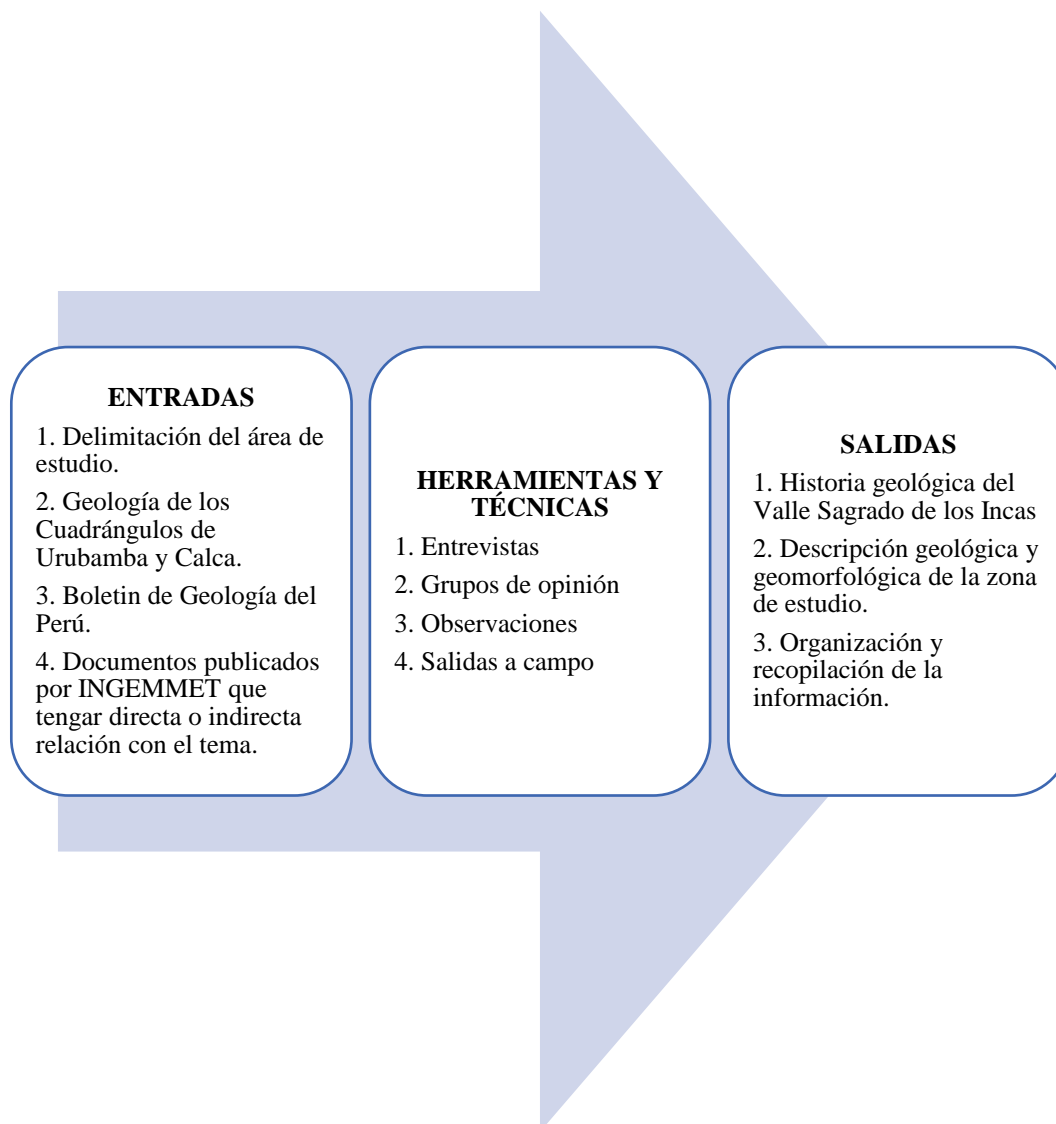 ENTRADAS
1. Delimitación del área de
estudio.
2. Geología de los
Cuadrángulos de
Urubamba y Calca.
3. Boletin de Geología del
Perú.
4. Documentos publicados
por INGEMMET que
tengar directa o indirecta
relación con el tema.
HERRAMIENTAS Y
TÉCNICAS
1. Entrevistas
2. Grupos de opinión
3. Observaciones
4. Salidas a campo
SALIDAS
1. Historia geológica del
Valle Sagrado de los Incas
2. Descripción geológica y
geomorfológica de la zona
de estudio.
3. Organización y
recopilación de la
información.